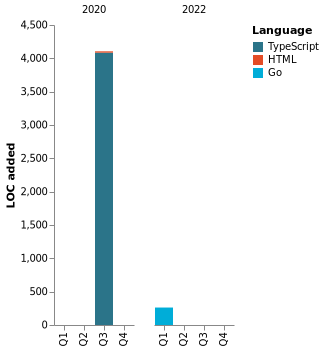 2020
2022
Language
TypeScript
HTML
Go
LOC added
4,500
4,000
3,500
3,000
2,500
2,000
1,500
1,000
500
0
Q1
Q2
Q3
Q4
Q1
Q2
Q3
Q4